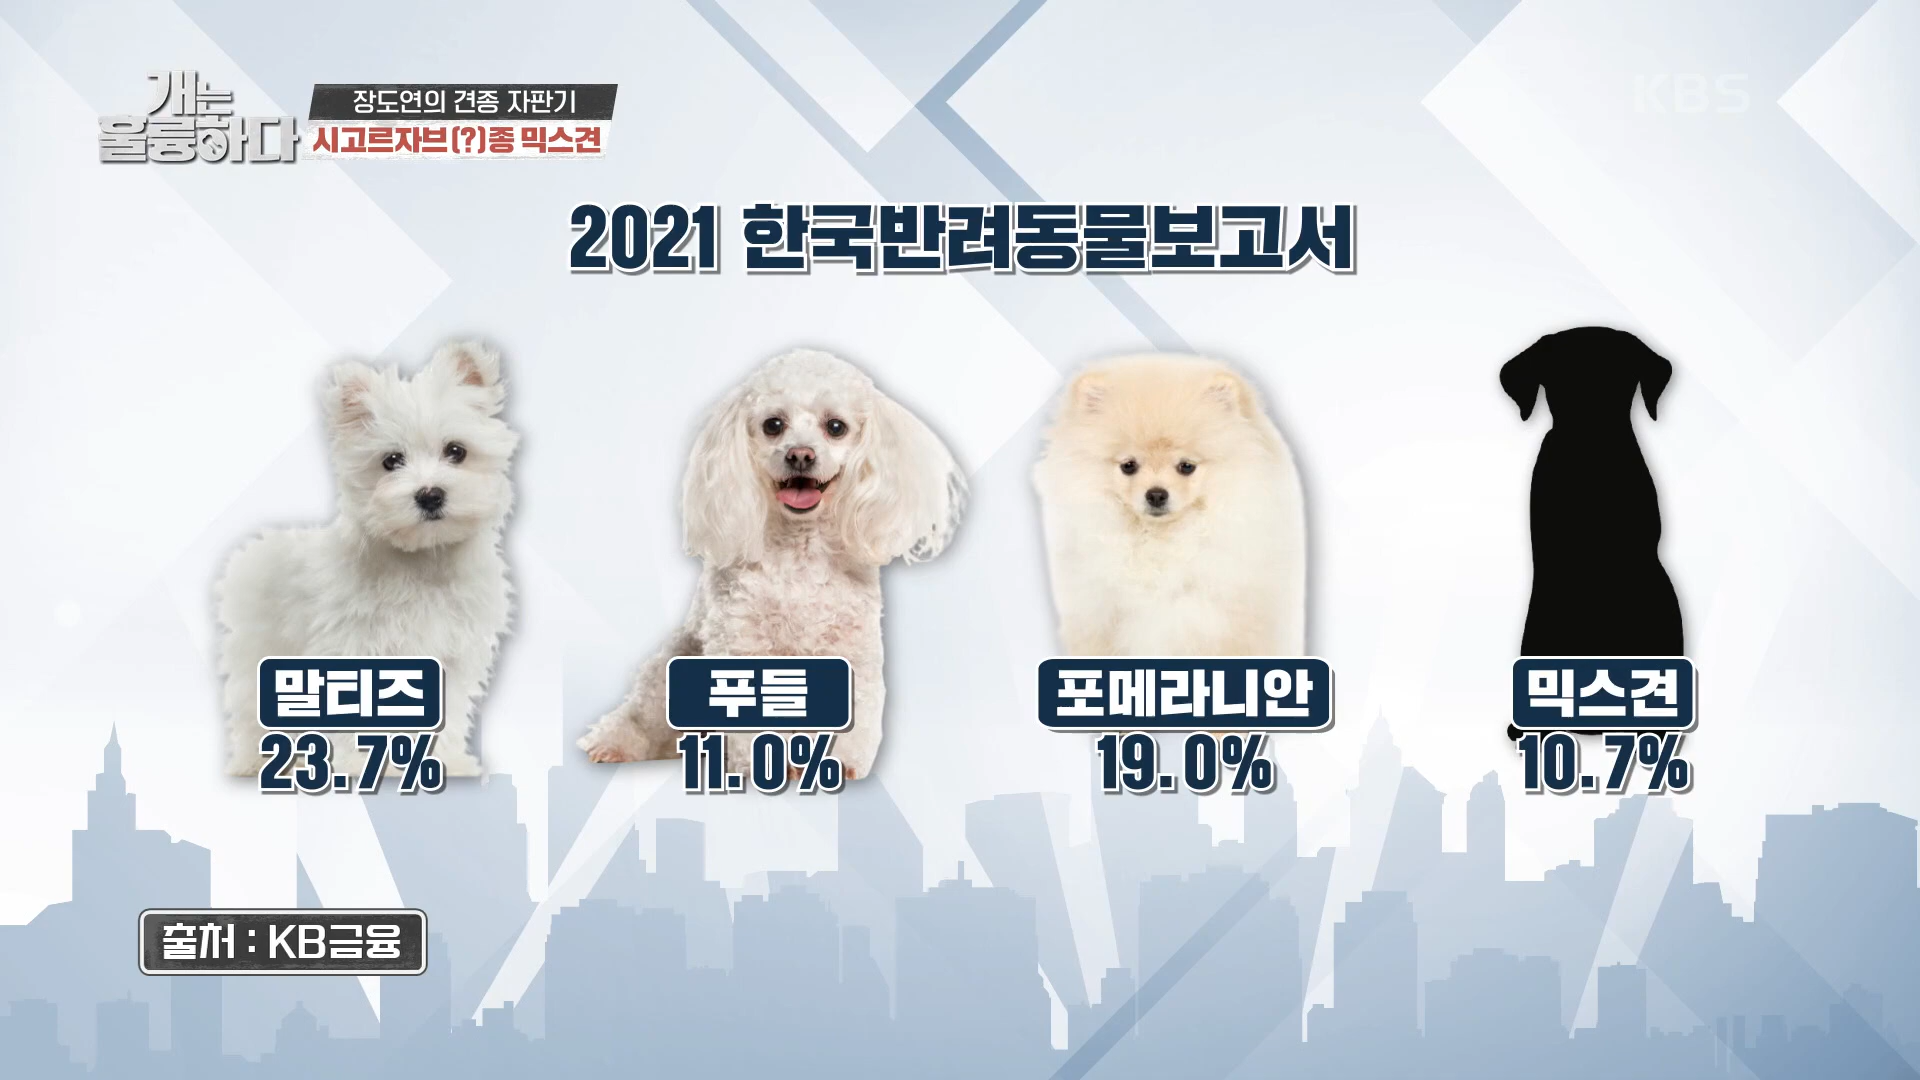 개는
훌륭하다
장도연의 견종 자판기
시고르자브(?)종 믹스견
KBS
2021 한국반려동물보고서
말티즈
23.7%
푸들
11.0%
포메라니안
19.0%
믹스견
10.7%
출처 : KB금융